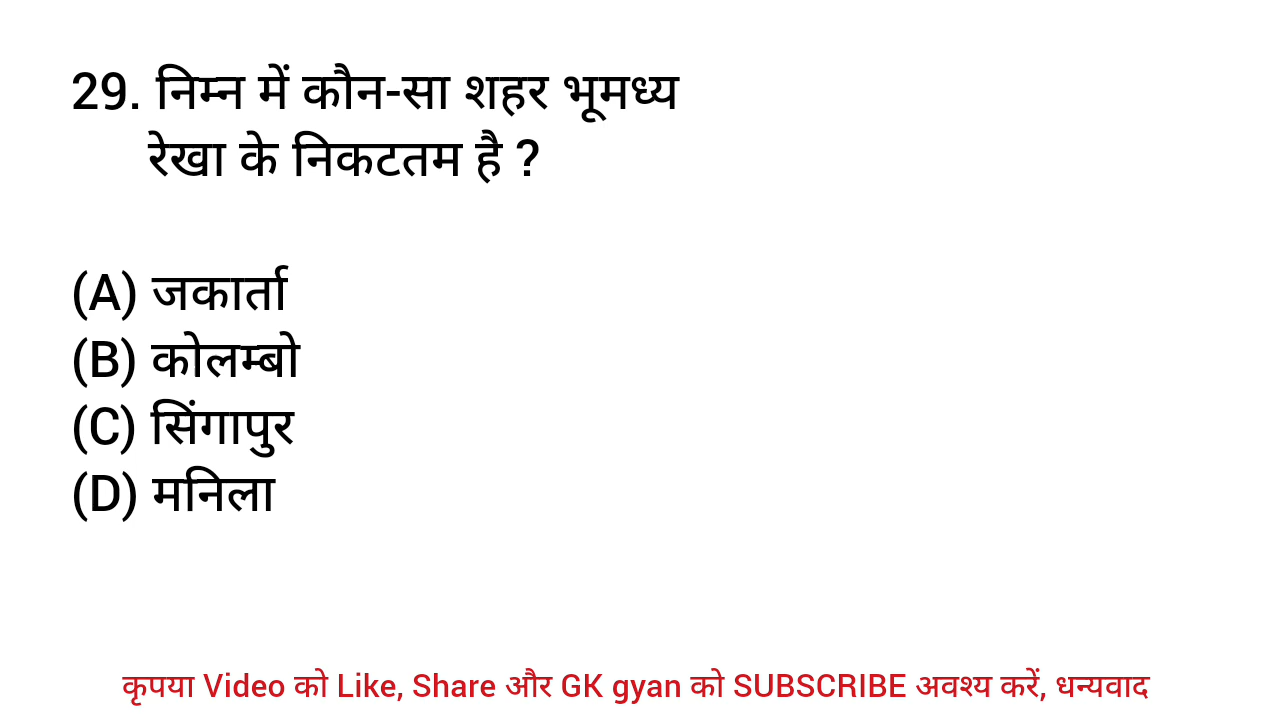 29. निम्न में कौन-सा शहर भूमध्य
रेखा के निकटतम है ?
(A) जकार्ता
(B) कोलम्बो
(C) सिंगापुर
(D) मनिला
कृपया Video को Like, Share और GK gyan को SUBSCRIBE अवश्य करें, धन्यवाद